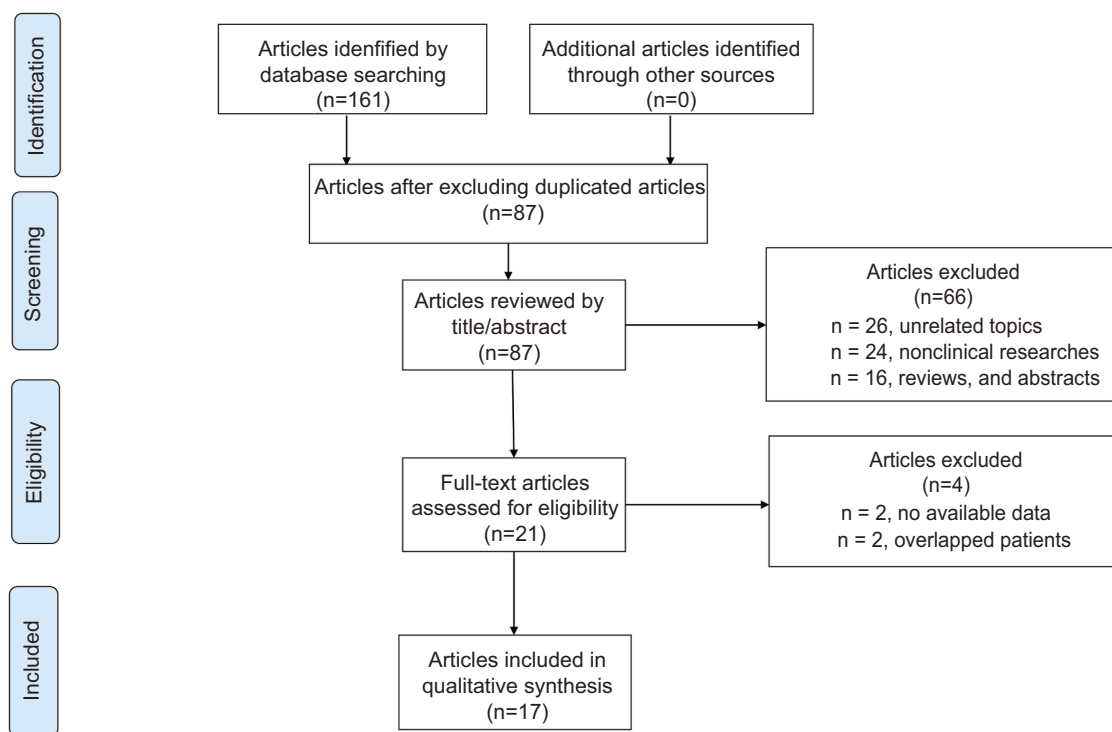 Identification
Articles idenfified by
database searching
(n=161)
Additional articles identified
through other sources
(n=0)
Articles after excluding duplicated articles
(n=87)
Screening
Articles reviewed by
title/abstract
(n=87)
Articles excluded
(n=66)
n = 26, unrelated topics
n = 24, nonclinical researches
n = 16, reviews, and abstracts
Eligibility
Full-text articles
assessed for eligibility
(n=21)
Articles excluded
(n=4)
n = 2, no available data
n = 2, overlapped patients
Included
Articles included in
qualitative synthesis
(n=17)